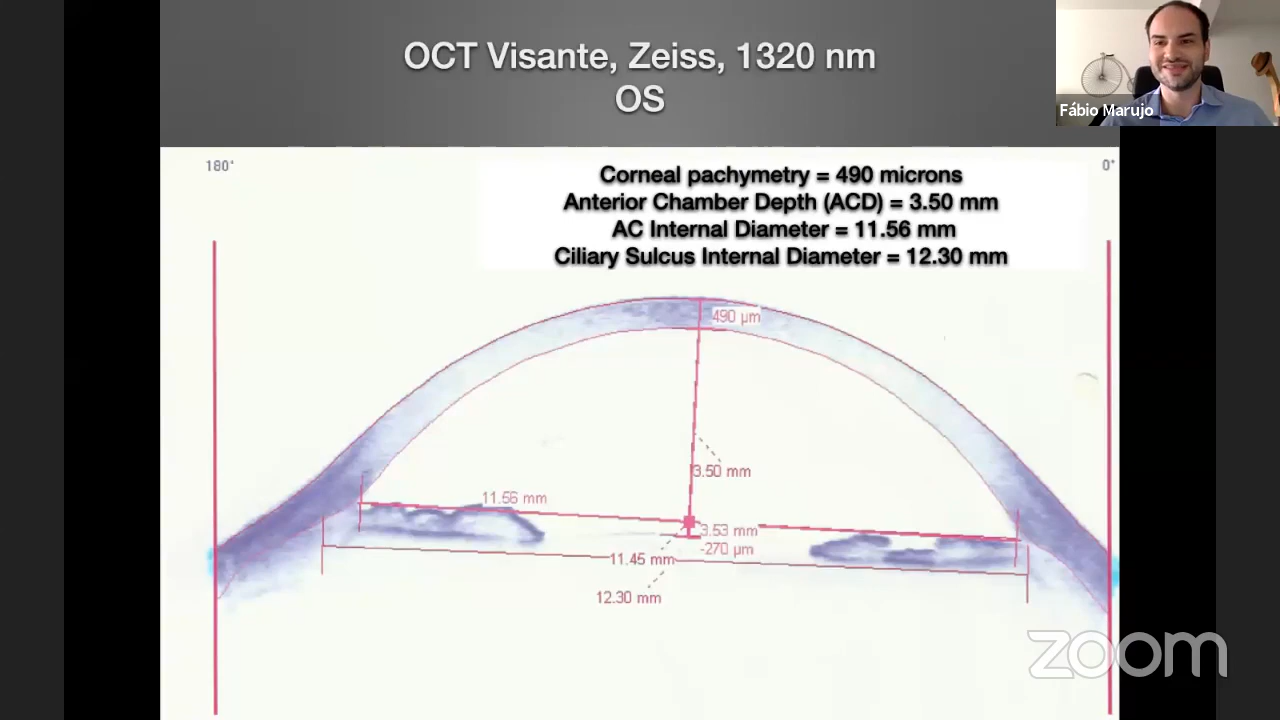 OCT Visante, Zeiss, 1320 nm
OS
Fábio Marujo
180°
0°
Corneal pachymetry = 490 microns
Anterior Chamber Depth (ACD) = 3.50 mm
AC Internal Diameter = 11.56 mm
Ciliary Sulcus Internal Diameter = 12.30 mm
490 µm
3.50 mm
11.56 mm
3.53 mm
-270 µm
11.45 mm
12.30 mm
zoom